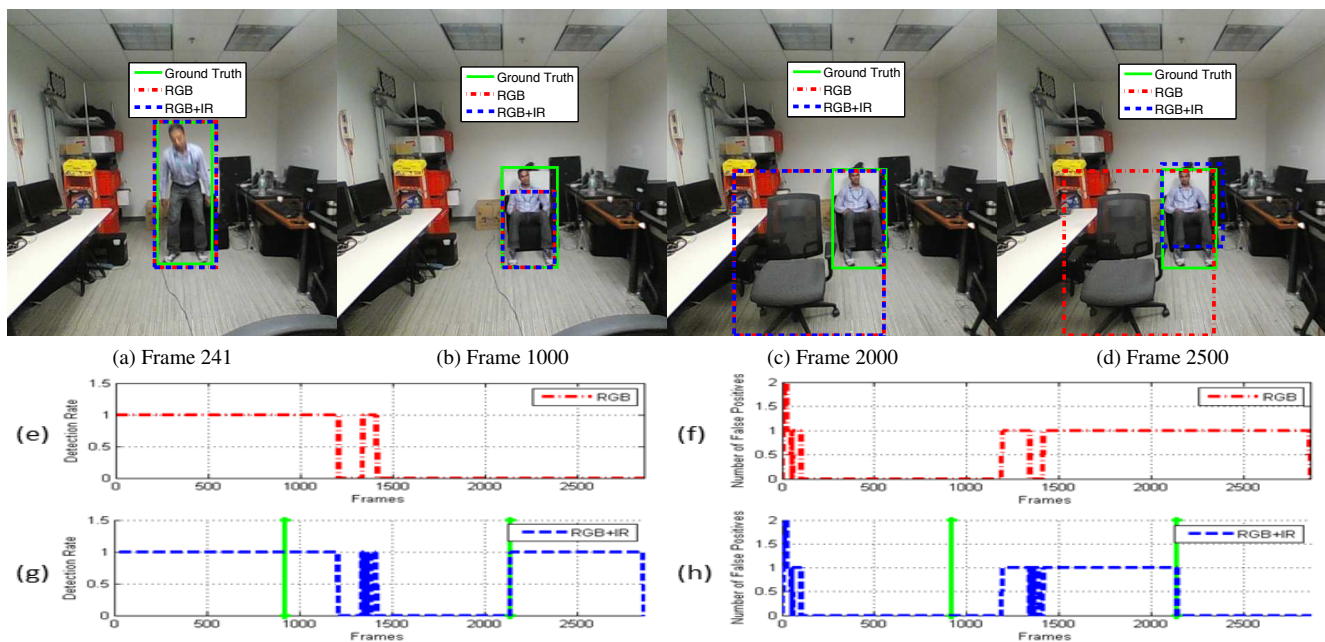 Ground Truth
RGB
RGB+IR
Ground Truth
RGB
RGB+IR
Ground Truth
RGB
RGB+IR
Ground Truth
RGB
RGB+IR
(a) Frame 241
(b) Frame 1000
(c) Frame 2000
(d) Frame 2500
(e)
Detection Rate
1.5
1
0.5
0
0 500 1000 1500 2000 2500
Frames
RGB
(f)
Number of False Positives
2
1.5
1
0.5
0
0 500 1000 1500 2000 2500
Frames
RGB
(g)
Detection Rate
1.5
1
0.5
0
0 500 1000 1500 2000 2500
Frames
RGB+IR
(h)
Number of False Positives
2
1.5
1
0.5
0
0 500 1000 1500 2000 2500
Frames
RGB+IR